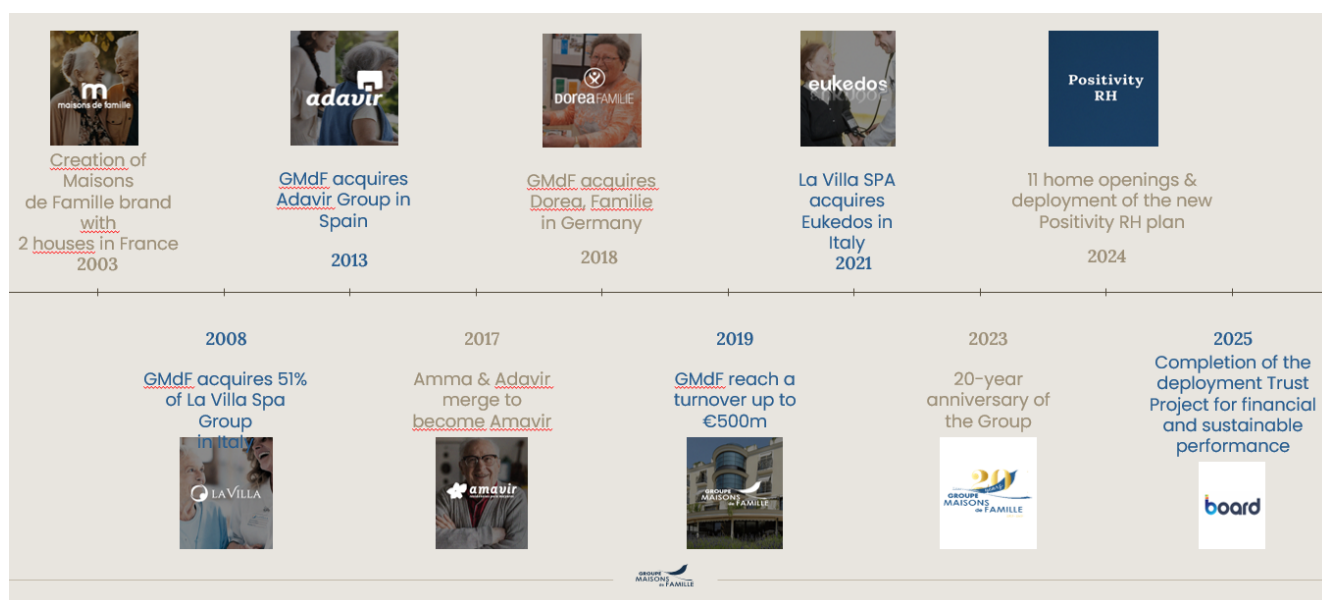 maisons de famille
Creation of
Maisons
de Famille brand
with
2 houses in France
2003
adavir
GMdF acquires
Adavir Group in
Spain
2013
DOREAFAMILIE
GMdF acquires
Dorea, Familie
in Germany
2018
eukedos
La Villa SPA
acquires
Eukedos in
Italy
2021
Positivity
RH
11 home openings &
deployment of the new
Positivity RH plan
2024
2008
GMdF acquires 51%
of La Villa Spa
Group
in Italy
LA VILLA
2017
Amma & Adavir
merge to
become Amavir
amavir
2019
GMdF reach a
turnover up to
€500m
GROUPE
MAISONS
de FAMILLE
2023
20-year
anniversary of
the Group
20
GROUPE
MAISONS
de FAMILLE
2025
Completion of the
deployment Trust
Project for financial
and sustainable
performance
board
GROUPE
MAISONS
de FAMILLE